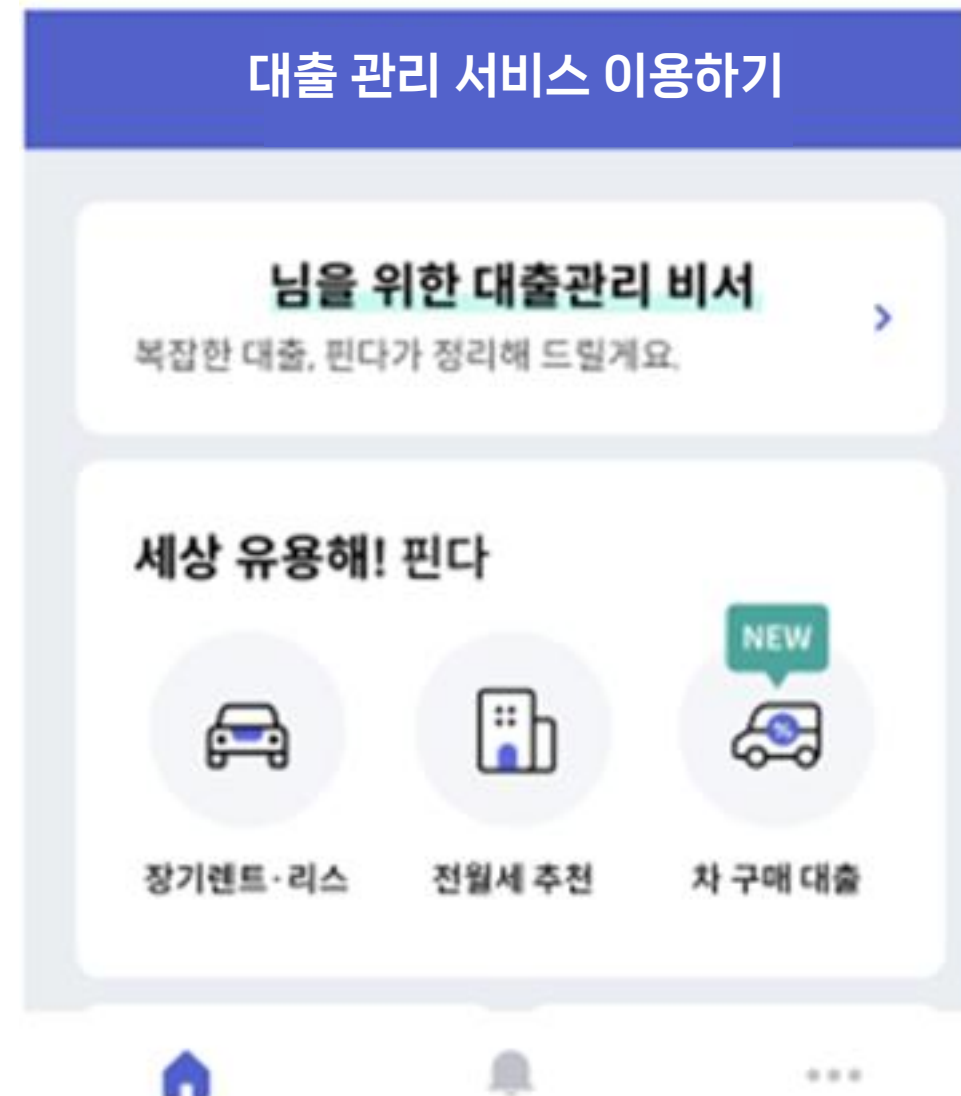 대출 관리 서비스 이용하기
님을 위한 대출관리 비서
복잡한 대출, 핀다가 정리해 드릴게요.
세상 유용해! 핀다
NEW
%
장기렌트·리스 전월세 추천 차 구매 대출